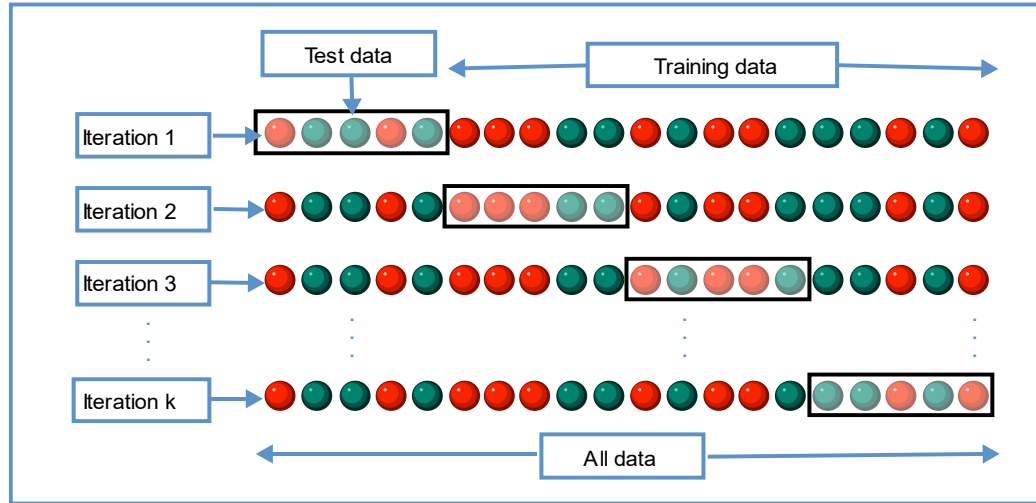 Test data
Training data
Iteration 1
Iteration 2
Iteration 3
Iteration k
All data